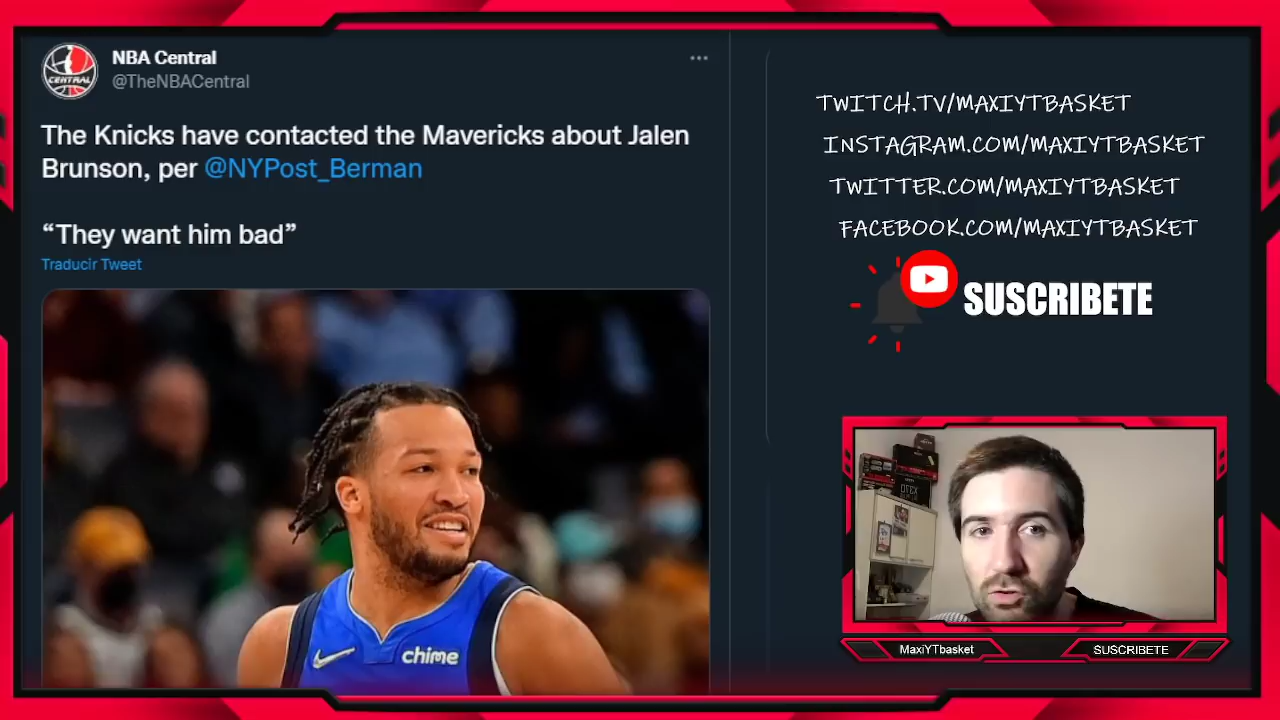 NBA Central
@TheNBACentral
The Knicks have contacted the Mavericks about Jalen
Brunson, per @NYPost_Berman
“They want him bad”
Traducir Tweet
chime
TWITCH.TV/MAXIYTBASKET
INSTAGRAM.COM/MAXIYTBASKET
TWITTER.COM/MAXIYTBASKET
FACEBOOK.COM/MAXIYTBASKET
SUSCRIBETE
MaxiYTbasket
SUSCRIBETE